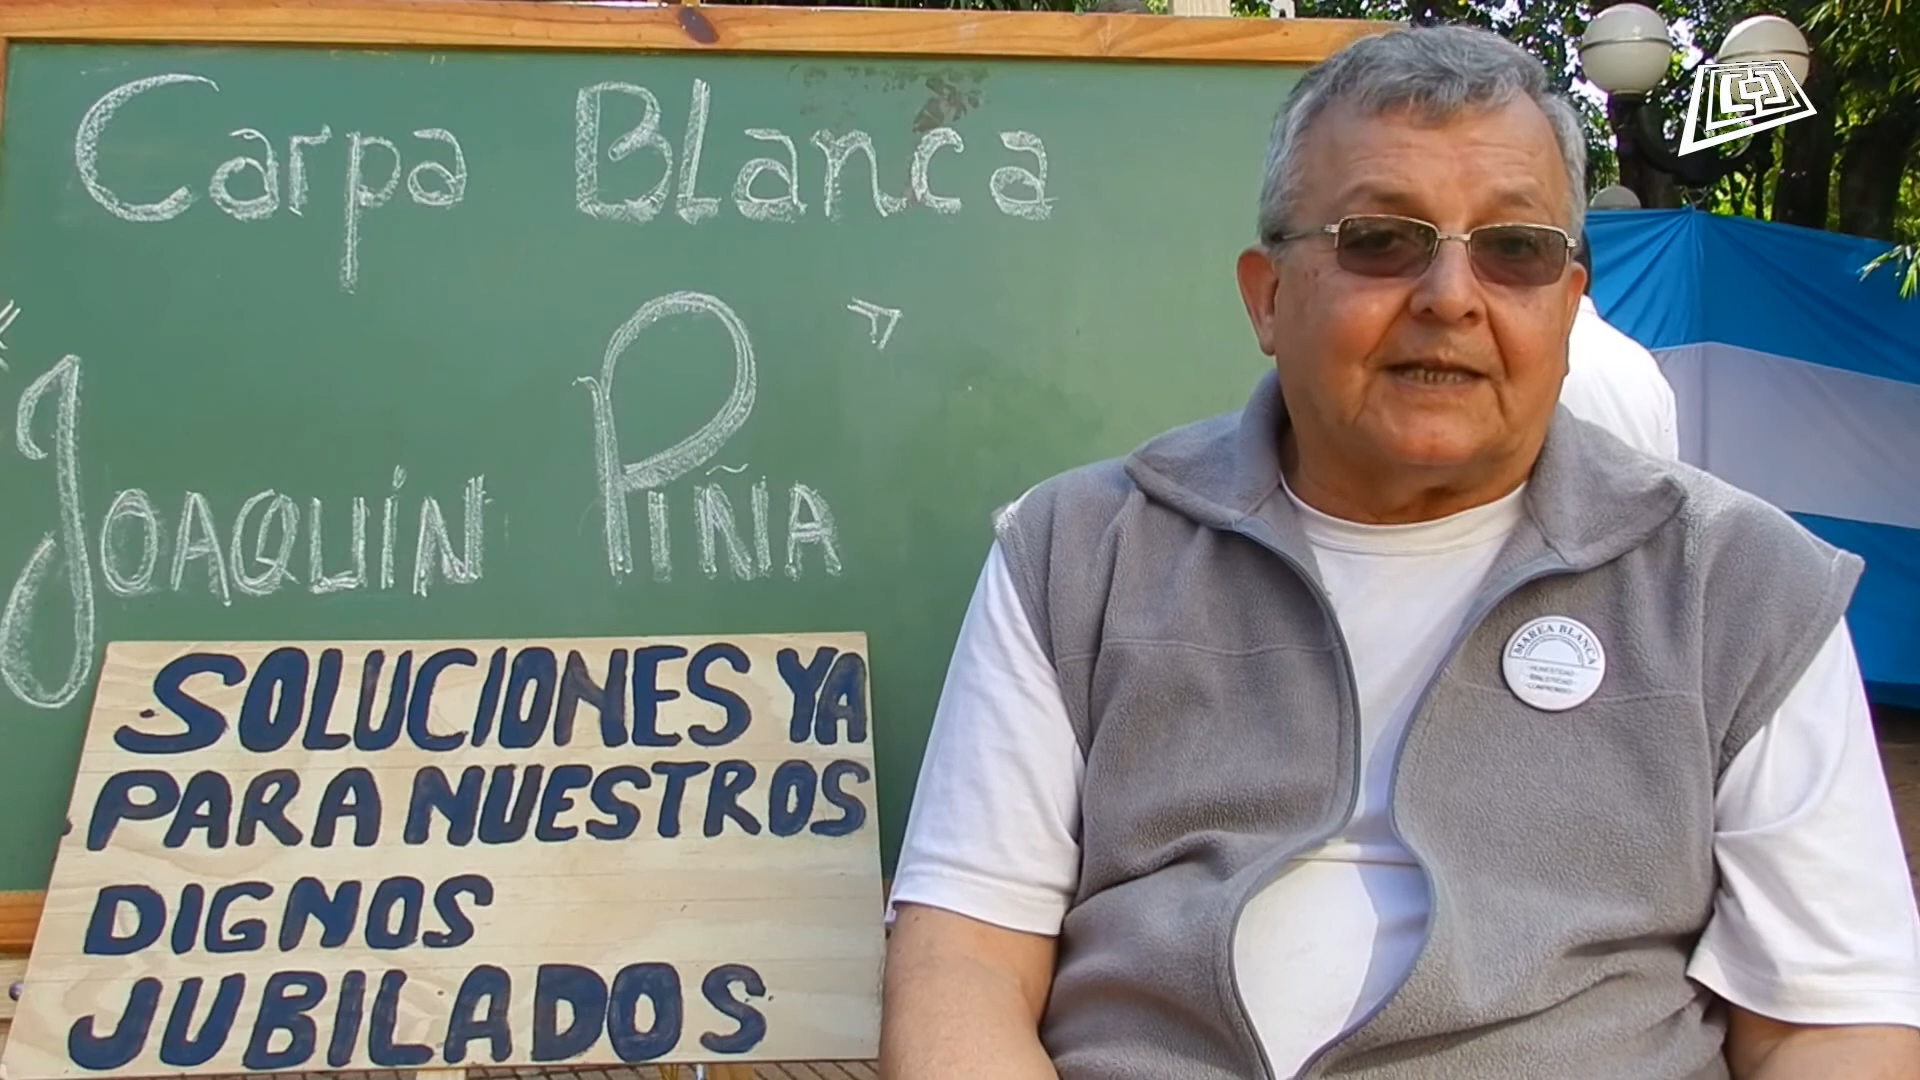 Carpa Blanca
"JOAQUÍN PIÑA"
SOLUCIONES YA
PARA NUESTROS
DIGNOS
JUBILADOS
MAREA BLANCA